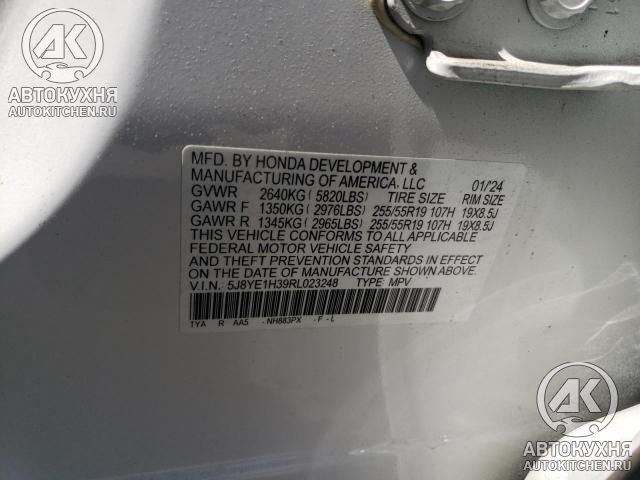 АК
АВТОКУХНЯ
AUTOKITCHEN.RU
MFD. BY HONDA DEVELOPMENT &
MANUFACTURING OF AMERICA, LLC 01/24
GVWR 2640KG ( 5820LBS) TIRE SIZE RIM SIZE
GAWR F 1350KG ( 2976LBS) 255/55R19 107H 19X8.5J
GAWR R 1345KG ( 2965LBS) 255/55R19 107H 19X8.5J
THIS VEHICLE CONFORMS TO ALL APPLICABLE
FEDERAL MOTOR VEHICLE SAFETY
AND THEFT PREVENTION STANDARDS IN EFFECT
ON THE DATE OF MANUFACTURE SHOWN ABOVE.
V.I.N. 5J8YE1H39RL023248 TYPE: MPV
TYA R AA5 -NH883PX -F -L
АК
АВТОКУХНЯ
AUTOKITCHEN.RU